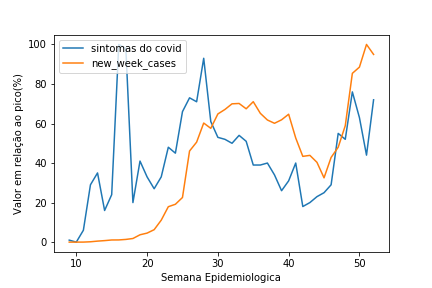 sintomas do covid
new_week_cases
Valor em relação ao pico(%)
100
80
60
40
20
0
10 20 30 40 50
Semana Epidemiologica